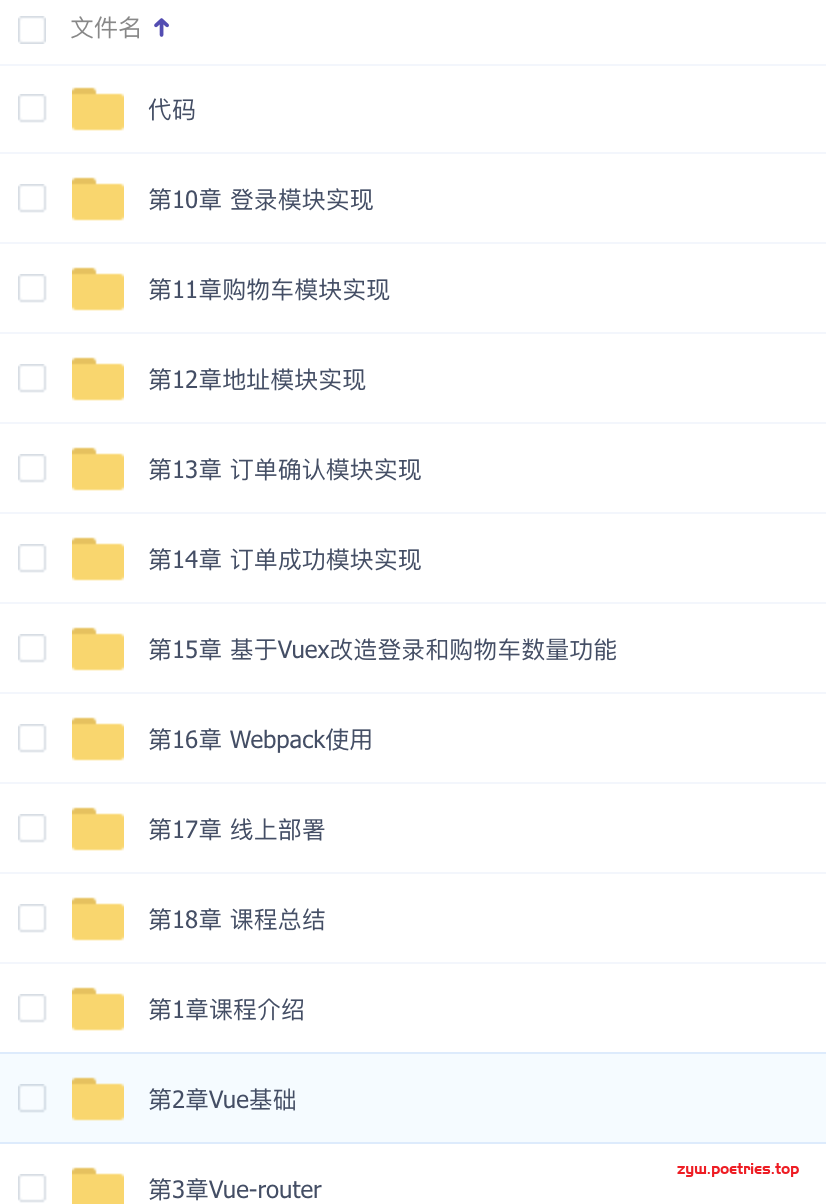 文件名
代码
第10章 登录模块实现
第11章购物车模块实现
第12章地址模块实现
第13章 订单确认模块实现
第14章 订单成功模块实现
第15章 基于Vuex改造登录和购物车数量功能
第16章 Webpack使用
第17章 线上部署
第18章 课程总结
第1章课程介绍
第2章Vue基础
第3章Vue-router
zyw.poetries.top